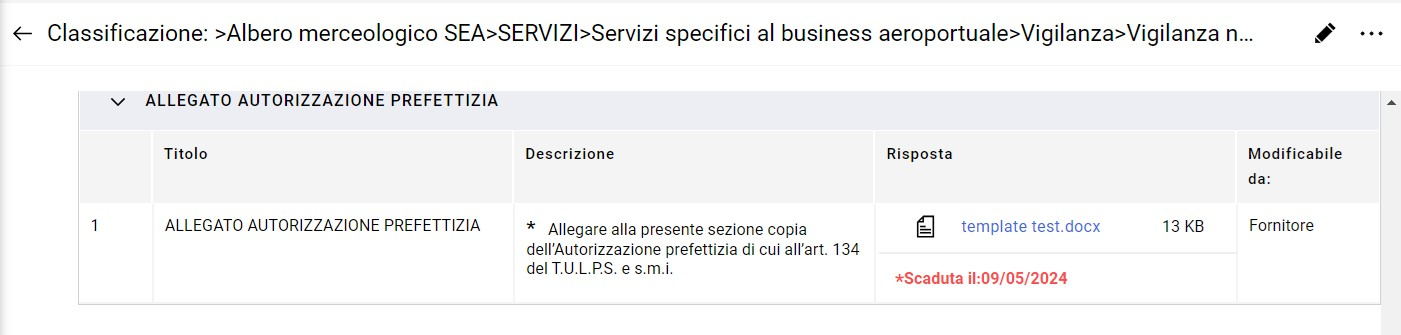 Classificazione: >Albero merceologico SEA>SERVIZI>Servizi specifici al business aeroportuale>Vigilanza>Vigilanza n...
ALLEGATO AUTORIZZAZIONE PREFETTIZIA
Titolo
Descrizione
Risposta
Modificabile
da:
1
ALLEGATO AUTORIZZAZIONE PREFETTIZIA
* Allegare alla presente sezione copia
dell'Autorizzazione prefettizia di cui all'art. 134
del T.U.L.P.S. e s.m.i.
template test.docx 13 KB
*Scaduta il:09/05/2024
Fornitore